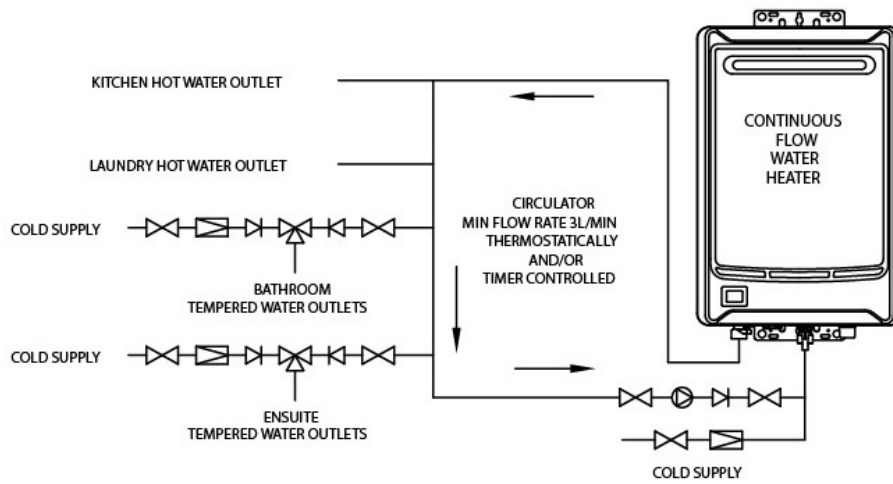 KITCHEN HOT WATER OUTLET
LAUNDRY HOT WATER OUTLET
COLD SUPPLY
BATHROOM
TEMPERED WATER OUTLETS
COLD SUPPLY
ENSUITE
TEMPERED WATER OUTLETS
CIRCULATOR
MIN FLOW RATE 3L/MIN
THERMOSTATICALLY
AND/OR
TIMER CONTROLLED
CONTINUOUS
FLOW
WATER
HEATER
COLD SUPPLY